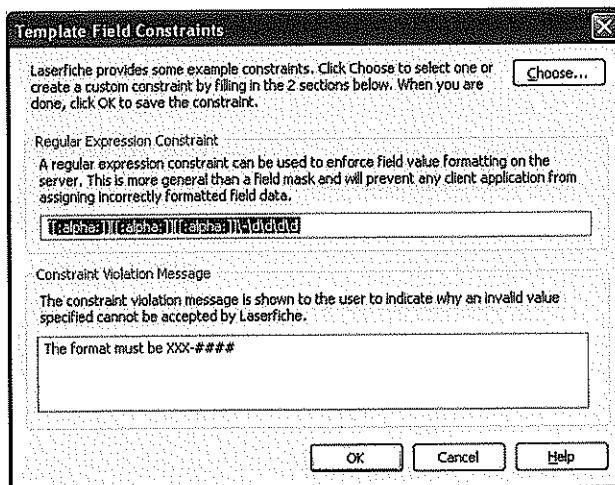 Template Field Constraints
Laserfiche provides some example constraints. Click Choose to select one or
create a custom constraint by filling in the 2 sections below. When you are
done, click OK to save the constraint.
Choose...
Regular Expression Constraint
A regular expression constraint can be used to enforce field value formatting on the
server. This is more general than a field mask and will prevent any client application from
assigning incorrectly formatted field data.
[[:alpha:]][[:alpha:]][[:alpha:]]\-\d\d\d\d
Constraint Violation Message
The constraint violation message is shown to the user to indicate why an invalid value
specified cannot be accepted by Laserfiche.
The format must be XXX-####
OK
Cancel
Help